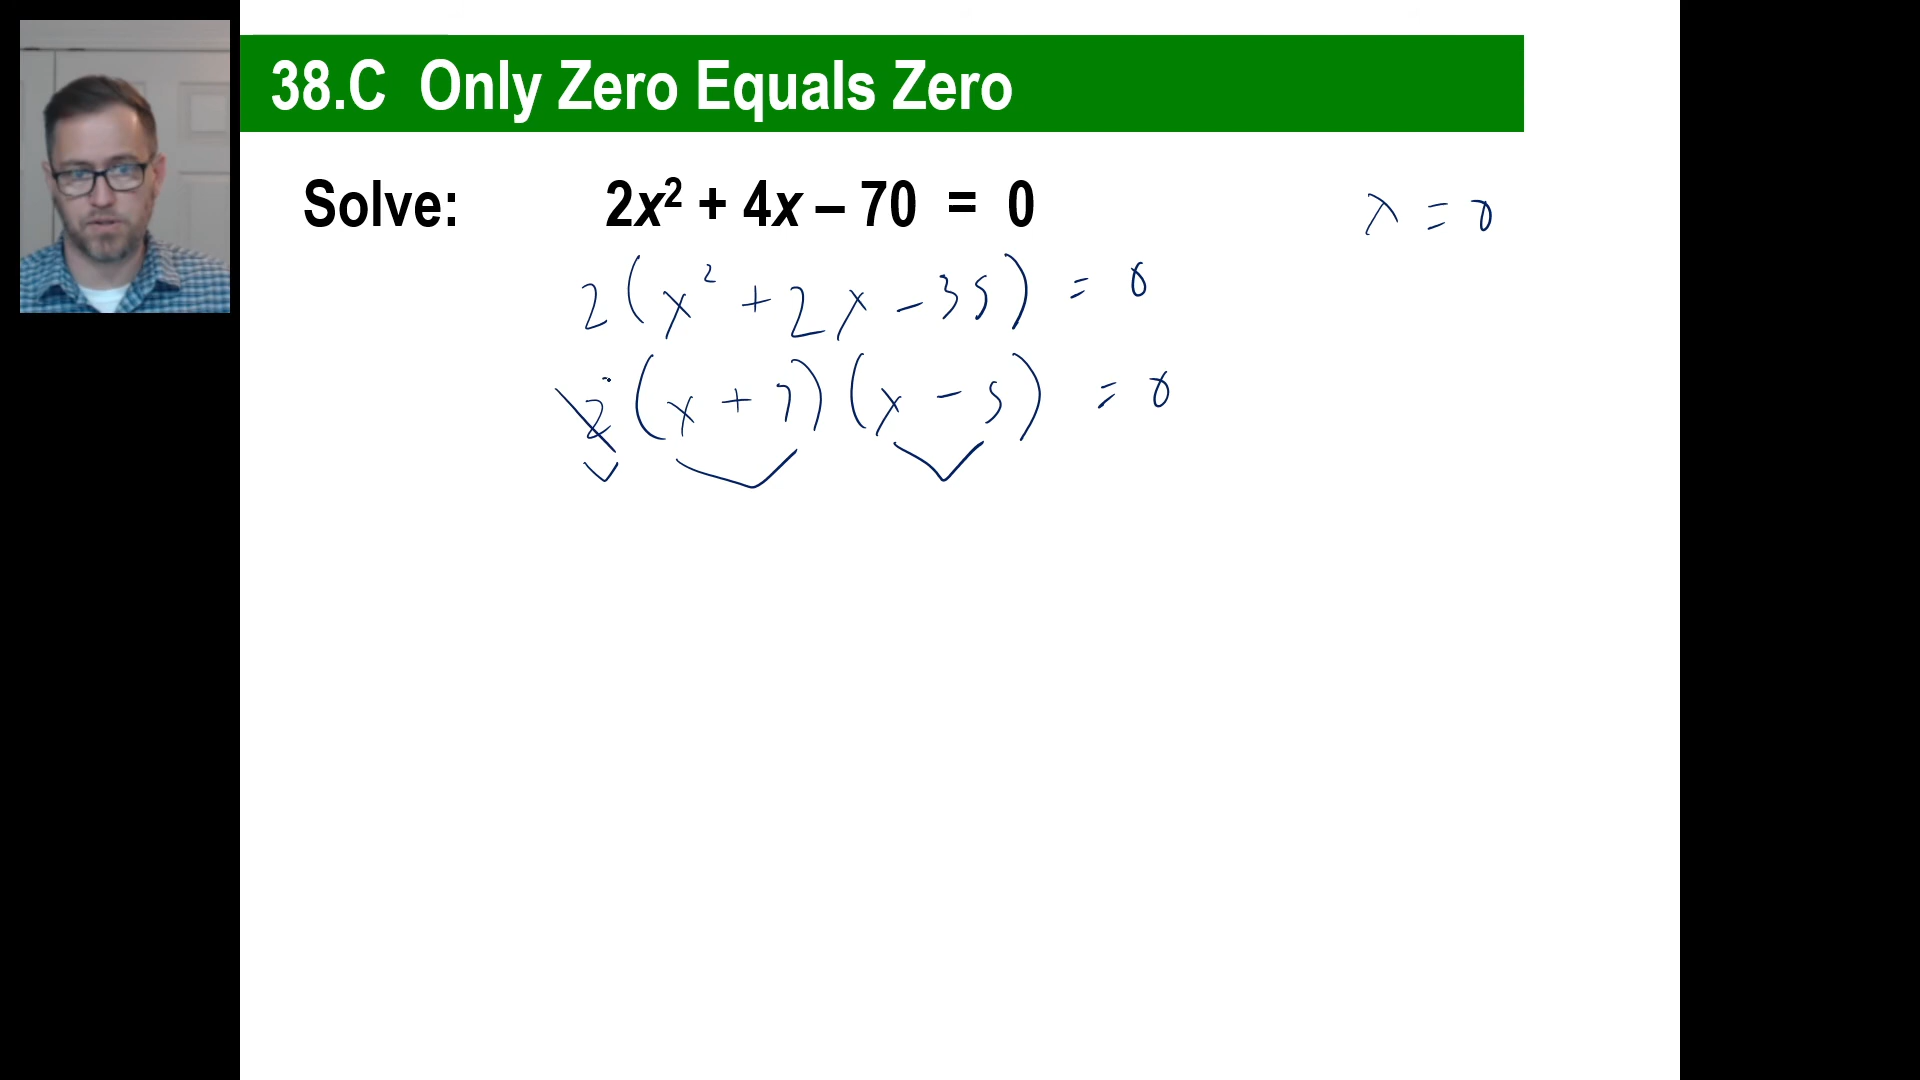 38.C Only Zero Equals Zero
Solve: 2x² + 4x – 70 = 0
x = 0
2(x² + 2x - 35) = 0
2(x + 7)(x - 5) = 0